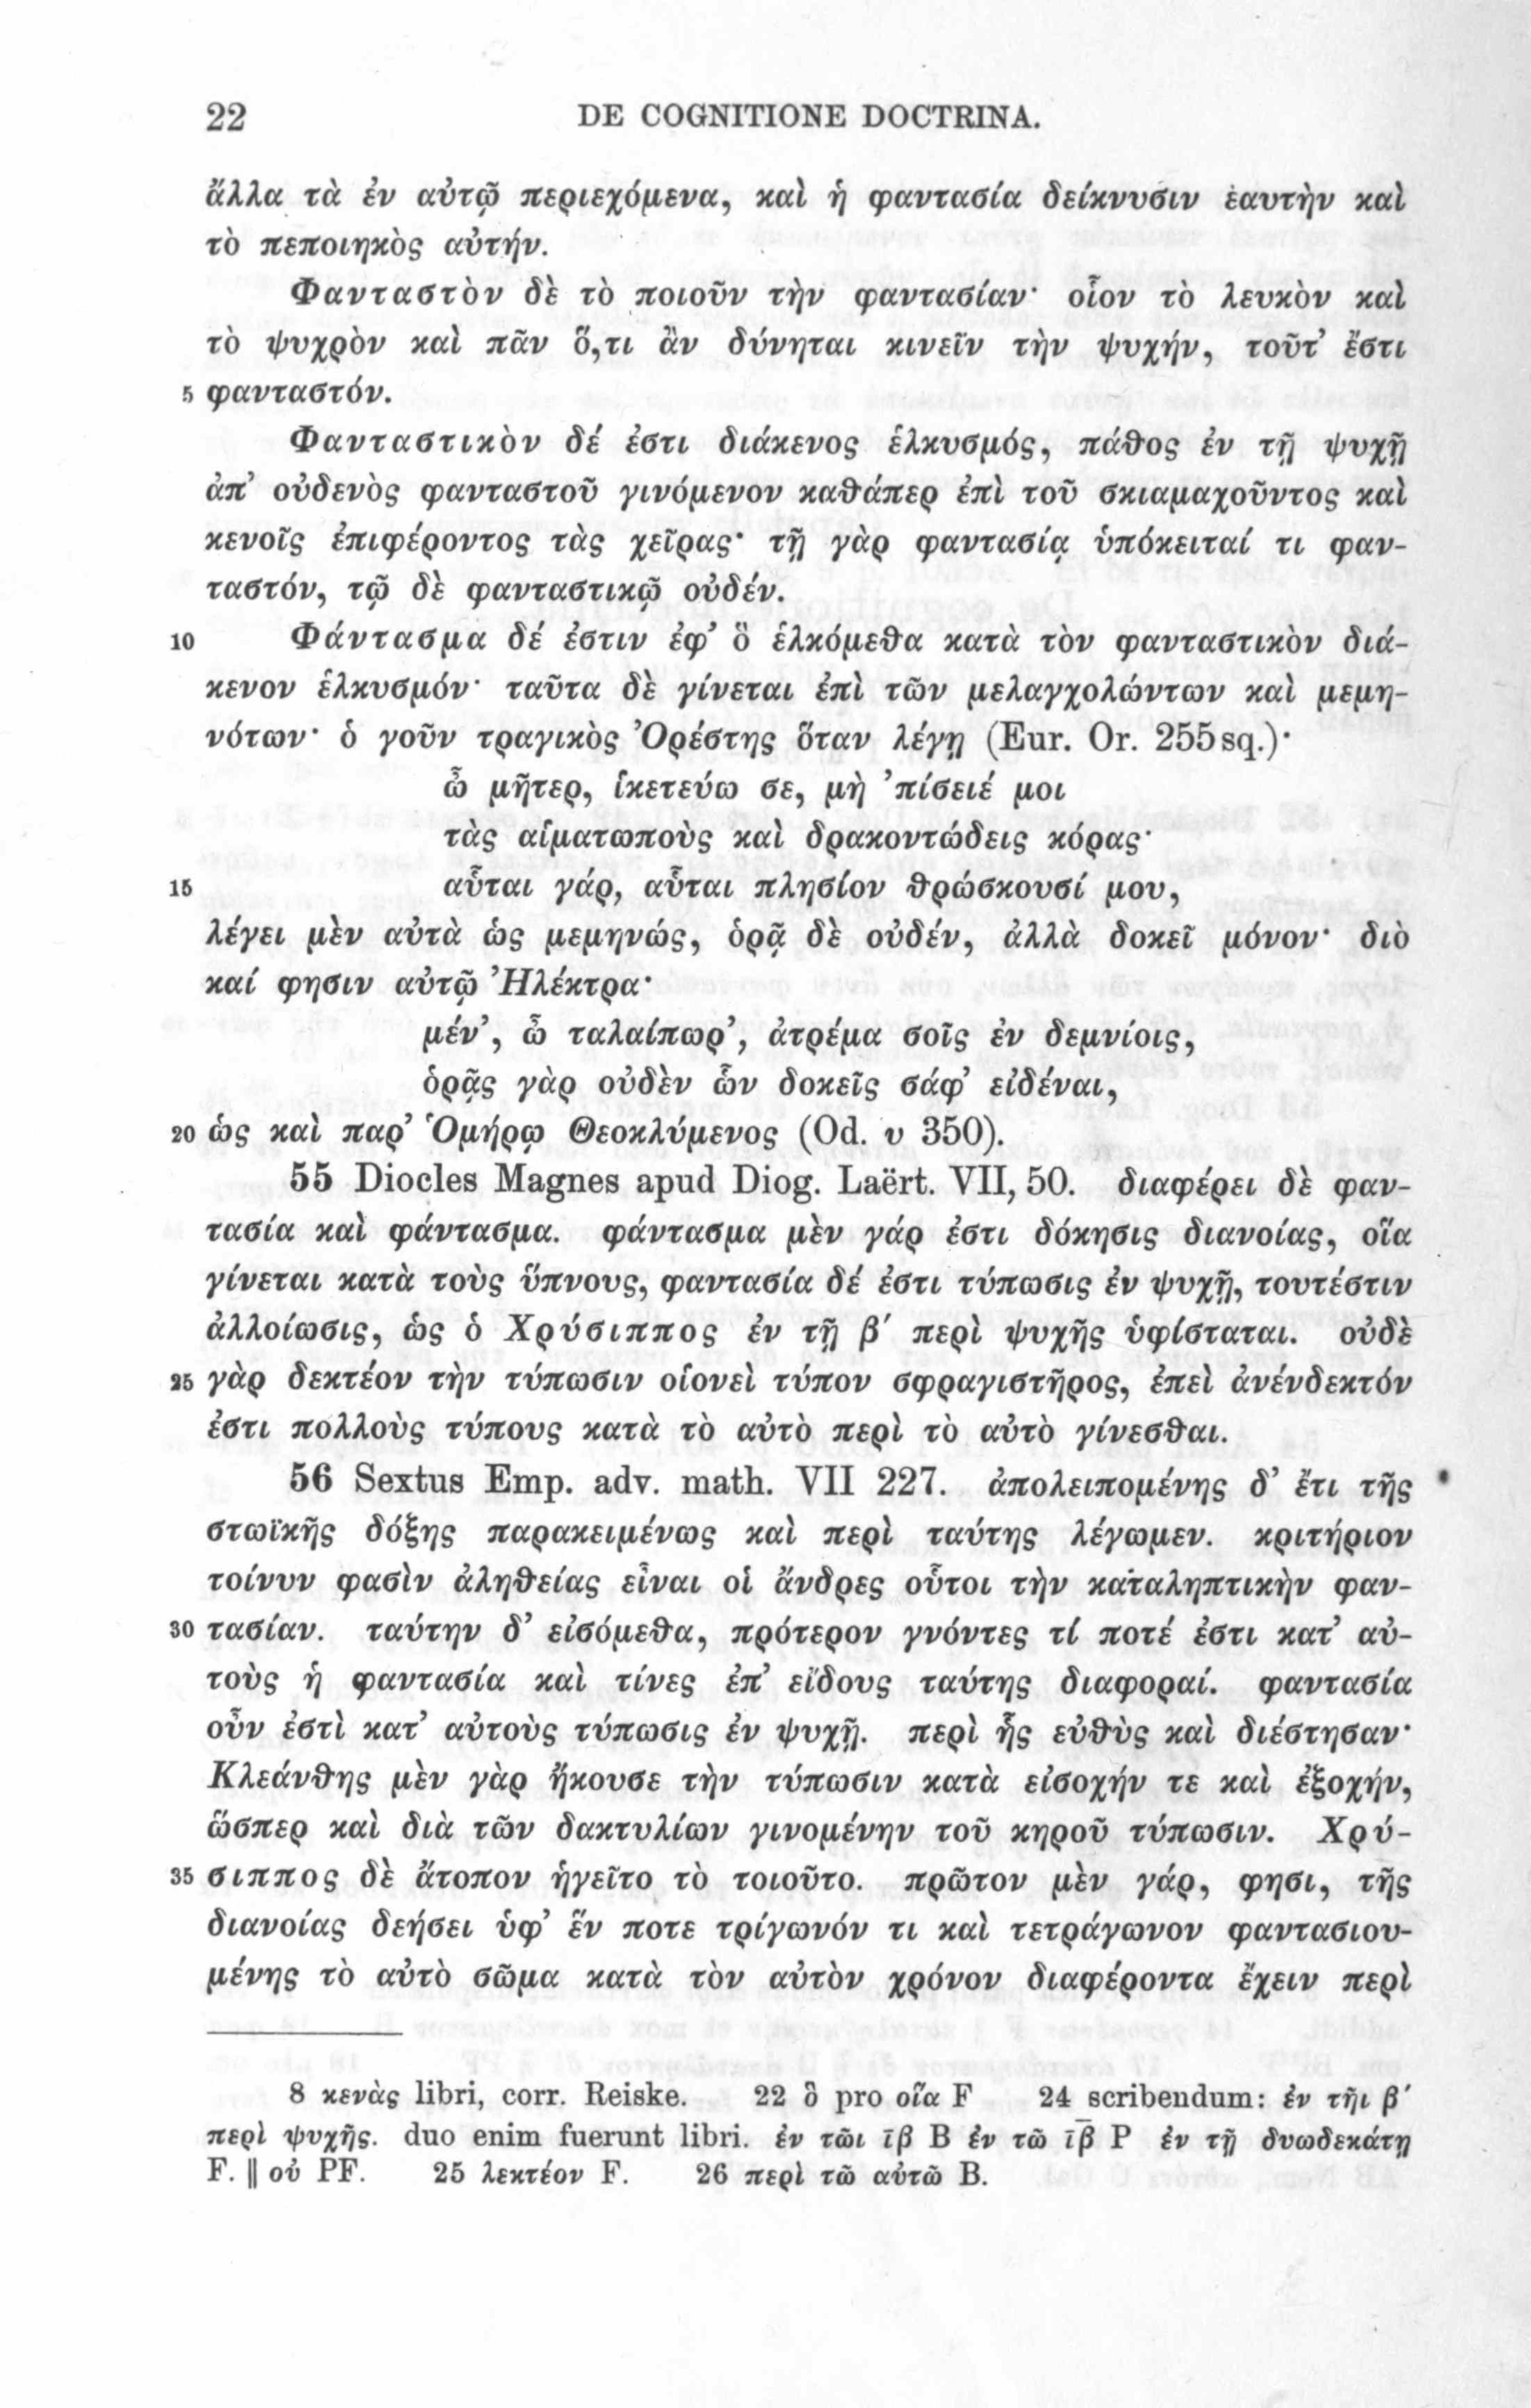 22 DE COGNITIONE DOCTRINA.
ἄλλα τὰ ἐν αὐτῷ περιεχόμενα, καὶ ἡ φαντασία δείκνυσιν ἑαυτὴν καὶ
τὸ πεποιηκὸς αὐτήν.
Φανταστὸν δὲ τὸ ποιοῦν τὴν φαντασίαν· οἷον τὸ λευκὸν καὶ
τὸ ψυχρὸν καὶ πᾶν ὅ,τι ἂν δύνηται κινεῖν τὴν ψυχήν, τοῦτ’ ἔστι
5 φανταστόν.
Φανταστικὸν δέ ἐστι διάκενος ἑλκυσμός, πάθος ἐν τῇ ψυχῇ
ἀπ’ οὐδενὸς φανταστοῦ γινόμενον καθάπερ ἐπὶ τοῦ σκιαμαχοῦντος καὶ
κενοῖς ἐπιφέροντος τὰς χεῖρας· τῇ γὰρ φαντασίᾳ ὑπόκειταί τι φαν-
ταστόν, τῷ δὲ φανταστικῷ οὐδέν.
10 Φάντασμα δέ ἐστιν ἐφ’ ὃ ἑλκόμεθα κατὰ τὸν φανταστικὸν διά-
κενον ἑλκυσμόν· ταῦτα δὲ γίνεται ἐπὶ τῶν μελαγχολώντων καὶ μεμη-
νότων· ὁ γοῦν τραγικὸς Ὀρέστης ὅταν λέγῃ (Eur. Or. 255 sq.)·
ὦ μῆτερ, ἱκετεύω σε, μὴ ’πίσειέ μοι
τὰς αἱματωποὺς καὶ δρακοντώδεις κόρας·
15 αὗται γάρ, αὗται πλησίον θρώσκουσί μου,
λέγει μὲν αὐτὰ ὡς μεμηνώς, ὁρᾷ δὲ οὐδέν, ἀλλὰ δοκεῖ μόνον· διὸ
καί φησιν αὐτῷ Ἠλέκτρα·
μέν’, ὦ ταλαίπωρ’, ἀτρέμα σοῖς ἐν δεμνίοις,
ὁρᾷς γὰρ οὐδὲν ὧν δοκεῖς σάφ’ εἰδέναι,
20 ὡς καὶ παρ’ Ὁμήρῳ Θεοκλύμενος (Od. υ 350).
55 Diocles Magnes apud Diog. Laërt. VII, 50. διαφέρει δὲ φαν-
τασία καὶ φάντασμα. φάντασμα μὲν γάρ ἐστι δόκησις διανοίας, οἵα
γίνεται κατὰ τοὺς ὕπνους, φαντασία δέ ἐστι τύπωσις ἐν ψυχῇ, τουτέστιν
ἀλλοίωσις, ὡς ὁ Χρύσιππος ἐν τῇ β′ περὶ ψυχῆς ὑφίσταται. οὐδὲ
25 γὰρ δεκτέον τὴν τύπωσιν οἱονεὶ τύπον σφραγιστῆρος, ἐπεὶ ἀνένδεκτόν
ἐστι πολλοὺς τύπους κατὰ τὸ αὐτὸ περὶ τὸ αὐτὸ γίνεσθαι.
56 Sextus Emp. adv. math. VII 227. ἀπολειπομένης δ’ ἔτι τῆς
στωϊκῆς δόξης παρακειμένως καὶ περὶ ταύτης λέγωμεν. κριτήριον
τοίνυν φασὶν ἀληθείας εἶναι οἱ ἄνδρες οὗτοι τὴν καταληπτικὴν φαν-
30 τασίαν. ταύτην δ’ εἰσόμεθα, πρότερον γνόντες τί ποτέ ἐστι κατ’ αὐ-
τοὺς ἡ φαντασία καὶ τίνες ἐπ’ εἴδους ταύτης διαφοραί. φαντασία
οὖν ἐστὶ κατ’ αὐτοὺς τύπωσις ἐν ψυχῇ. περὶ ἧς εὐθὺς καὶ διέστησαν·
Κλεάνθης μὲν γὰρ ἤκουσε τὴν τύπωσιν κατὰ εἰσοχήν τε καὶ ἐξοχήν,
ὥσπερ καὶ διὰ τῶν δακτυλίων γινομένην τοῦ κηροῦ τύπωσιν. Χρύ-
35 σιππος δὲ ἄτοπον ἡγεῖτο τὸ τοιοῦτο. πρῶτον μὲν γάρ, φησι, τῆς
διανοίας δεήσει ὑφ’ ἕν ποτε τρίγωνόν τι καὶ τετράγωνον φαντασιου-
μένης τὸ αὐτὸ σῶμα κατὰ τὸν αὐτὸν χρόνον διαφέροντα ἔχειν περὶ
8 κενὰς libri, corr. Reiske. 22 ὃ pro οἵα F 24 scribendum: ἐν τῆι β′
περὶ ψυχῆς. duo enim fuerunt libri. ἐν τῶι ῑβ B ἐν τῶ ῑβ̄ P ἐν τῇ δυωδεκάτῃ
F. || οὐ PF. 25 λεκτέον F. 26 περὶ τῶ αὐτῶ B.